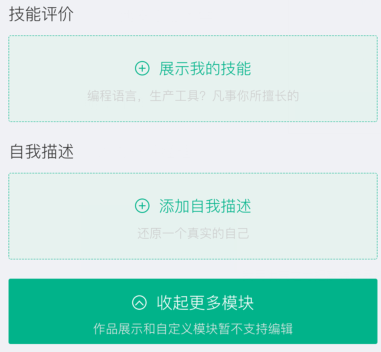 技能评价
展示我的技能
编程语言、生产工具？凡事你所擅长的
自我描述
添加自我描述
还原一个真实的自己
收起更多模块
作品展示和自定义模块暂不支持编辑